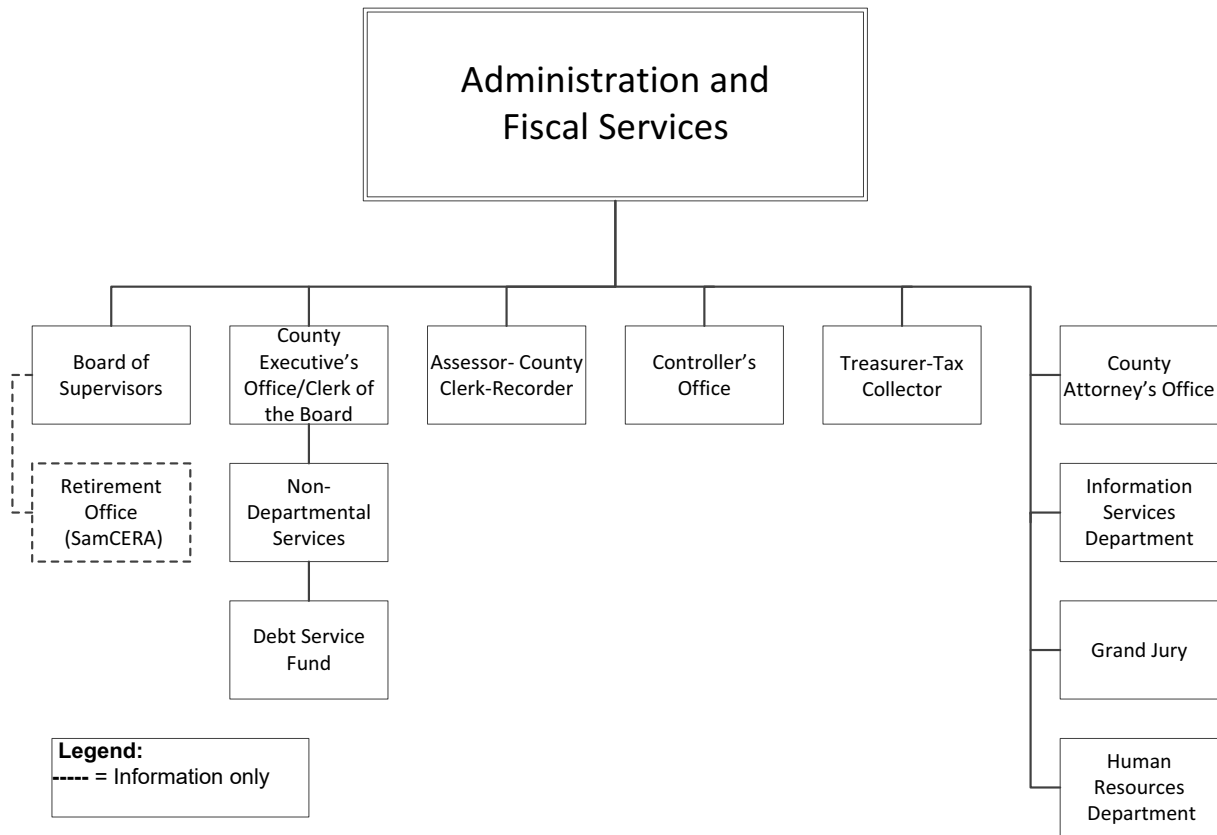 Administration and
Fiscal Services
Board of
Supervisors
County
Executive’s
Office/Clerk of
the Board
Assessor- County
Clerk-Recorder
Controller’s
Office
Treasurer-Tax
Collector
County
Attorney’s Office
Retirement
Office
(SamCERA)
Non-
Departmental
Services
Information
Services
Department
Debt Service
Fund
Grand Jury
Human
Resources
Department
Legend:
----- = Information only